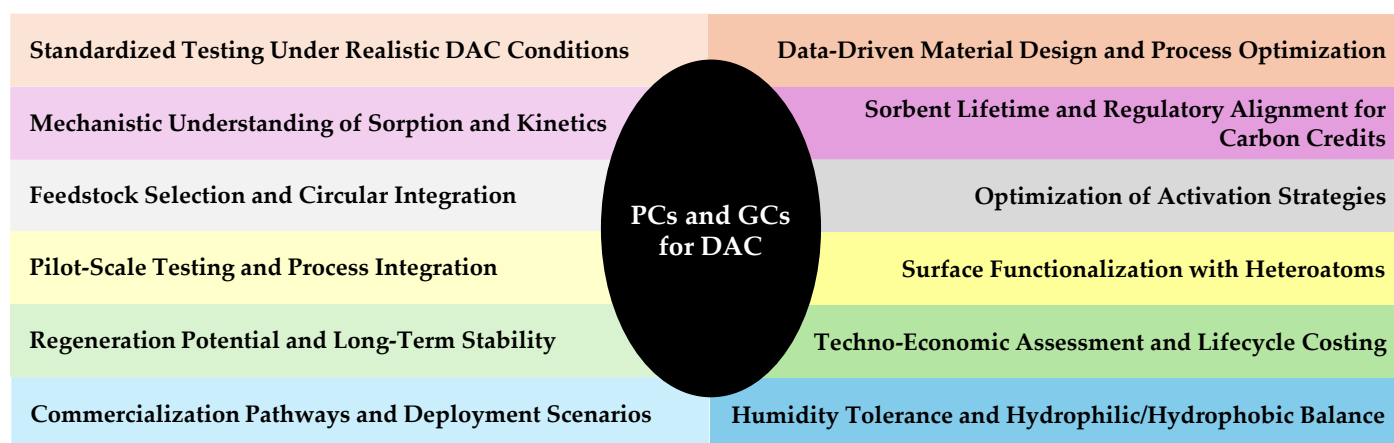 Standardized Testing Under Realistic DAC Conditions
Data-Driven Material Design and Process Optimization
Mechanistic Understanding of Sorption and Kinetics
Sorbent Lifetime and Regulatory Alignment for
Carbon Credits
Feedstock Selection and Circular Integration
Optimization of Activation Strategies
PCs and GCs
for DAC
Pilot-Scale Testing and Process Integration
Surface Functionalization with Heteroatoms
Regeneration Potential and Long-Term Stability
Techno-Economic Assessment and Lifecycle Costing
Commercialization Pathways and Deployment Scenarios
Humidity Tolerance and Hydrophilic/Hydrophobic Balance